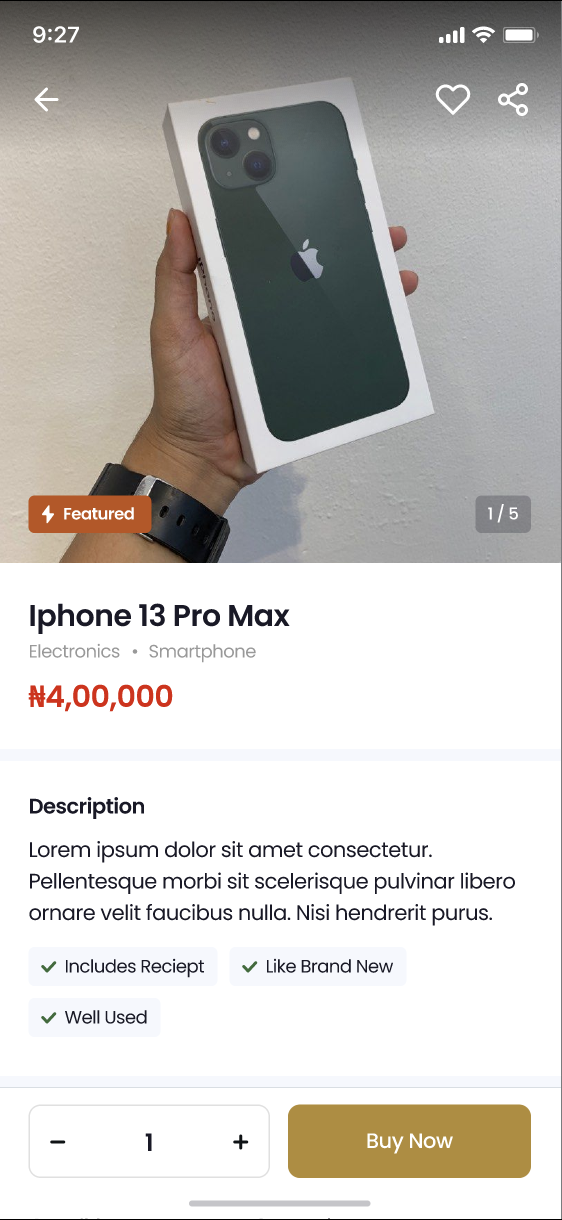 9:27
Featured
1 / 5
Iphone 13 Pro Max
Electronics • Smartphone
₦4,00,000
Description
Lorem ipsum dolor sit amet consectetur.
Pellentesque morbi sit scelerisque pulvinar libero
ornare velit faucibus nulla. Nisi hendrerit purus.
Includes Reciept
Like Brand New
Well Used
− 1 +
Buy Now